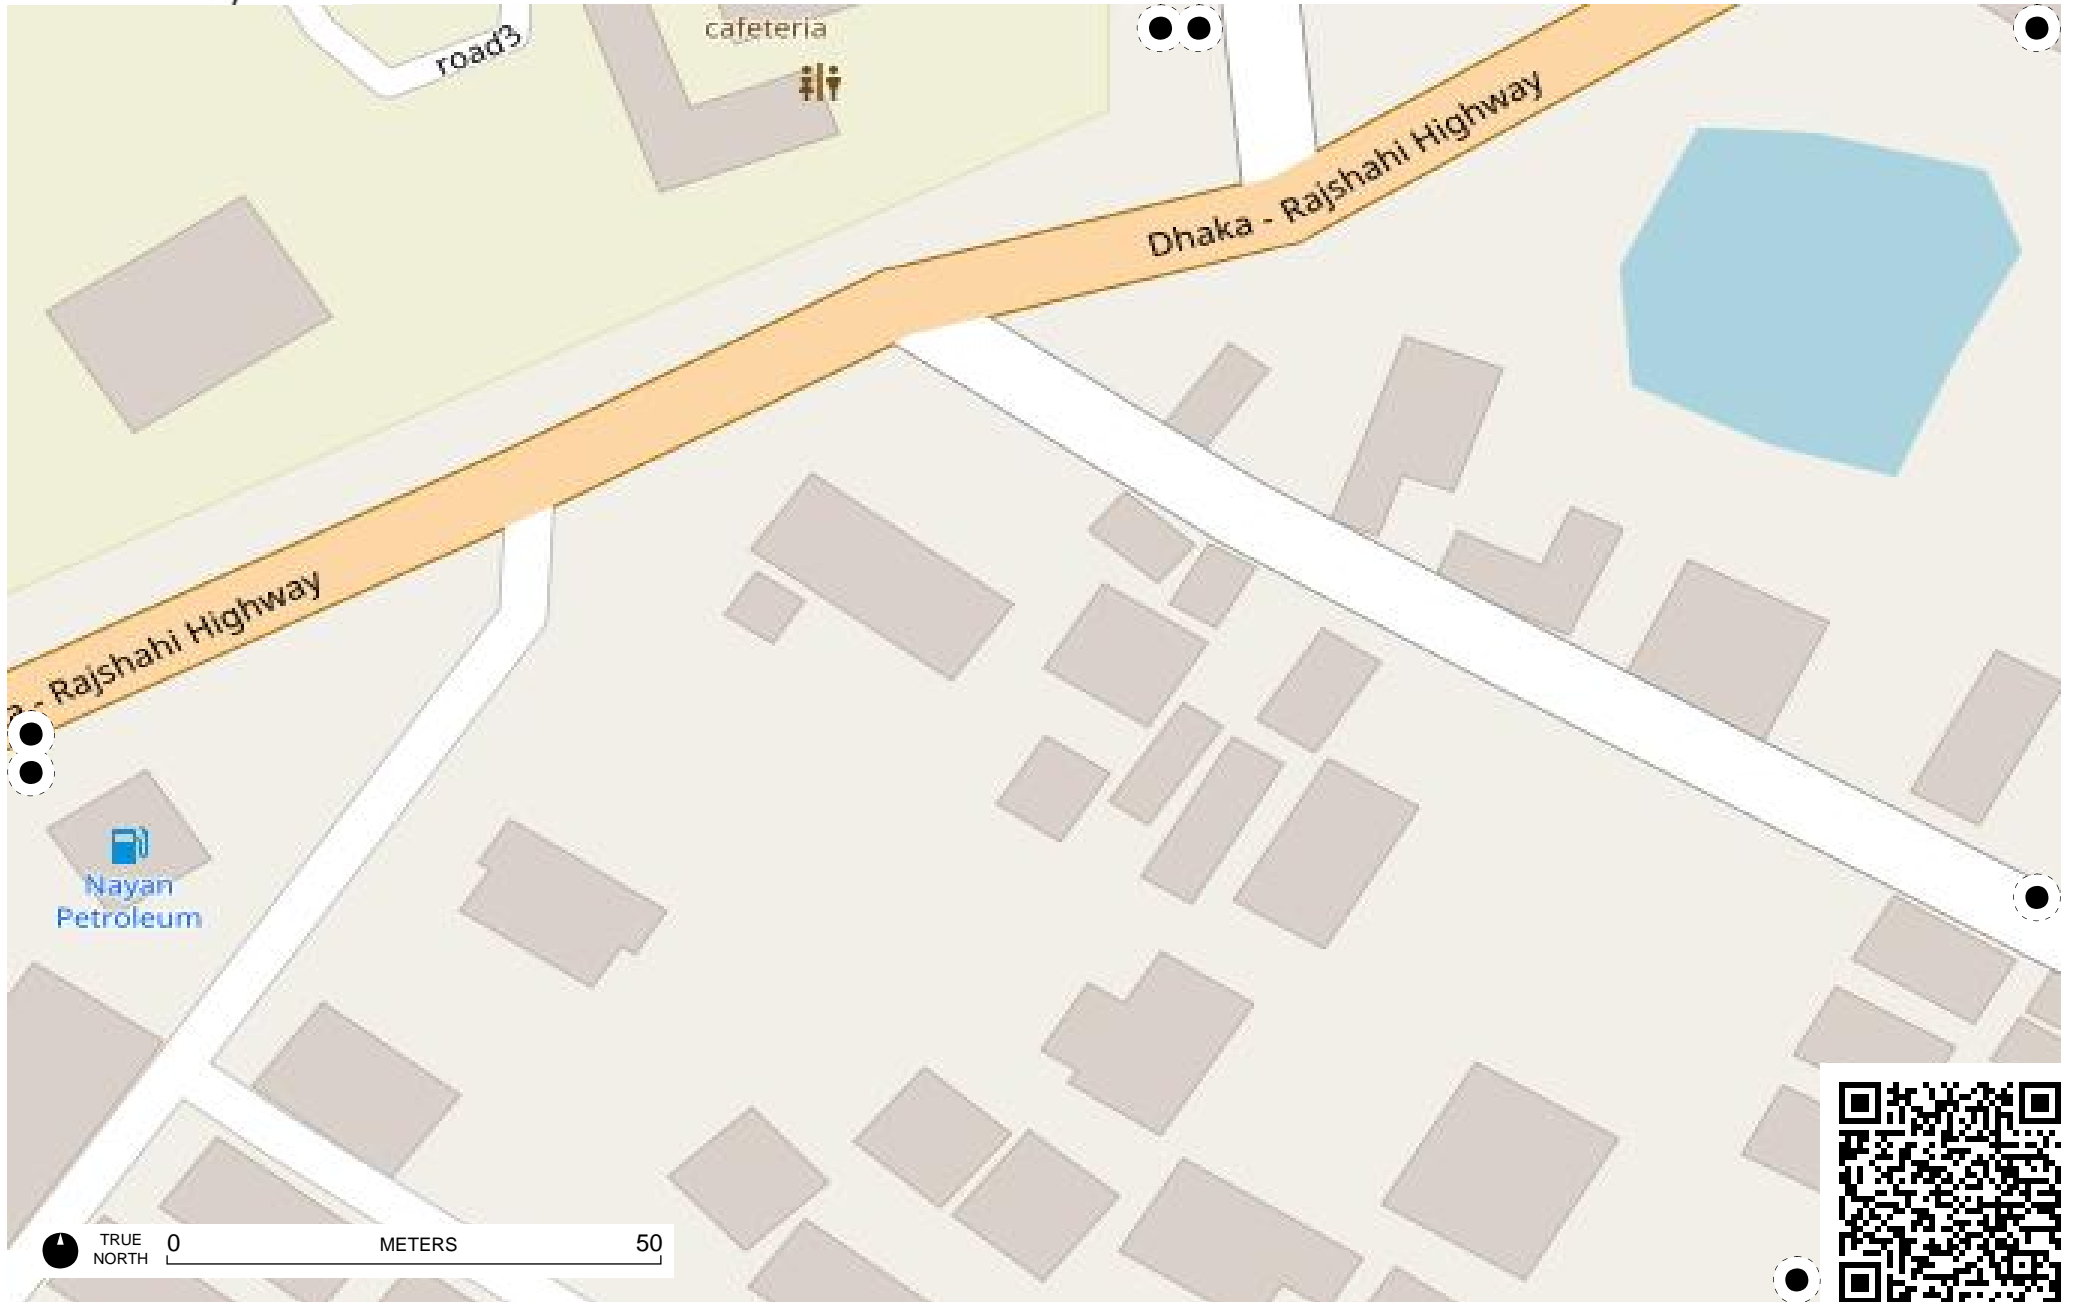 cafeteria
road3
Dhaka - Rajshahi Highway
- Rajshahi Highway
Nayan
Petroleum
TRUE
NORTH
0 METERS 50